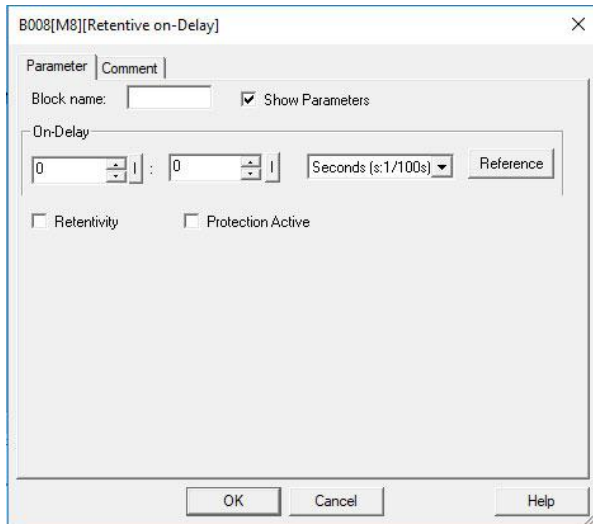 B008[M8][Retentive on-Delay]
Parameter Comment
Block name: Show Parameters
On-Delay
0 : 0 Seconds (s:1/100s) Reference
Retentivity Protection Active
OK Cancel Help